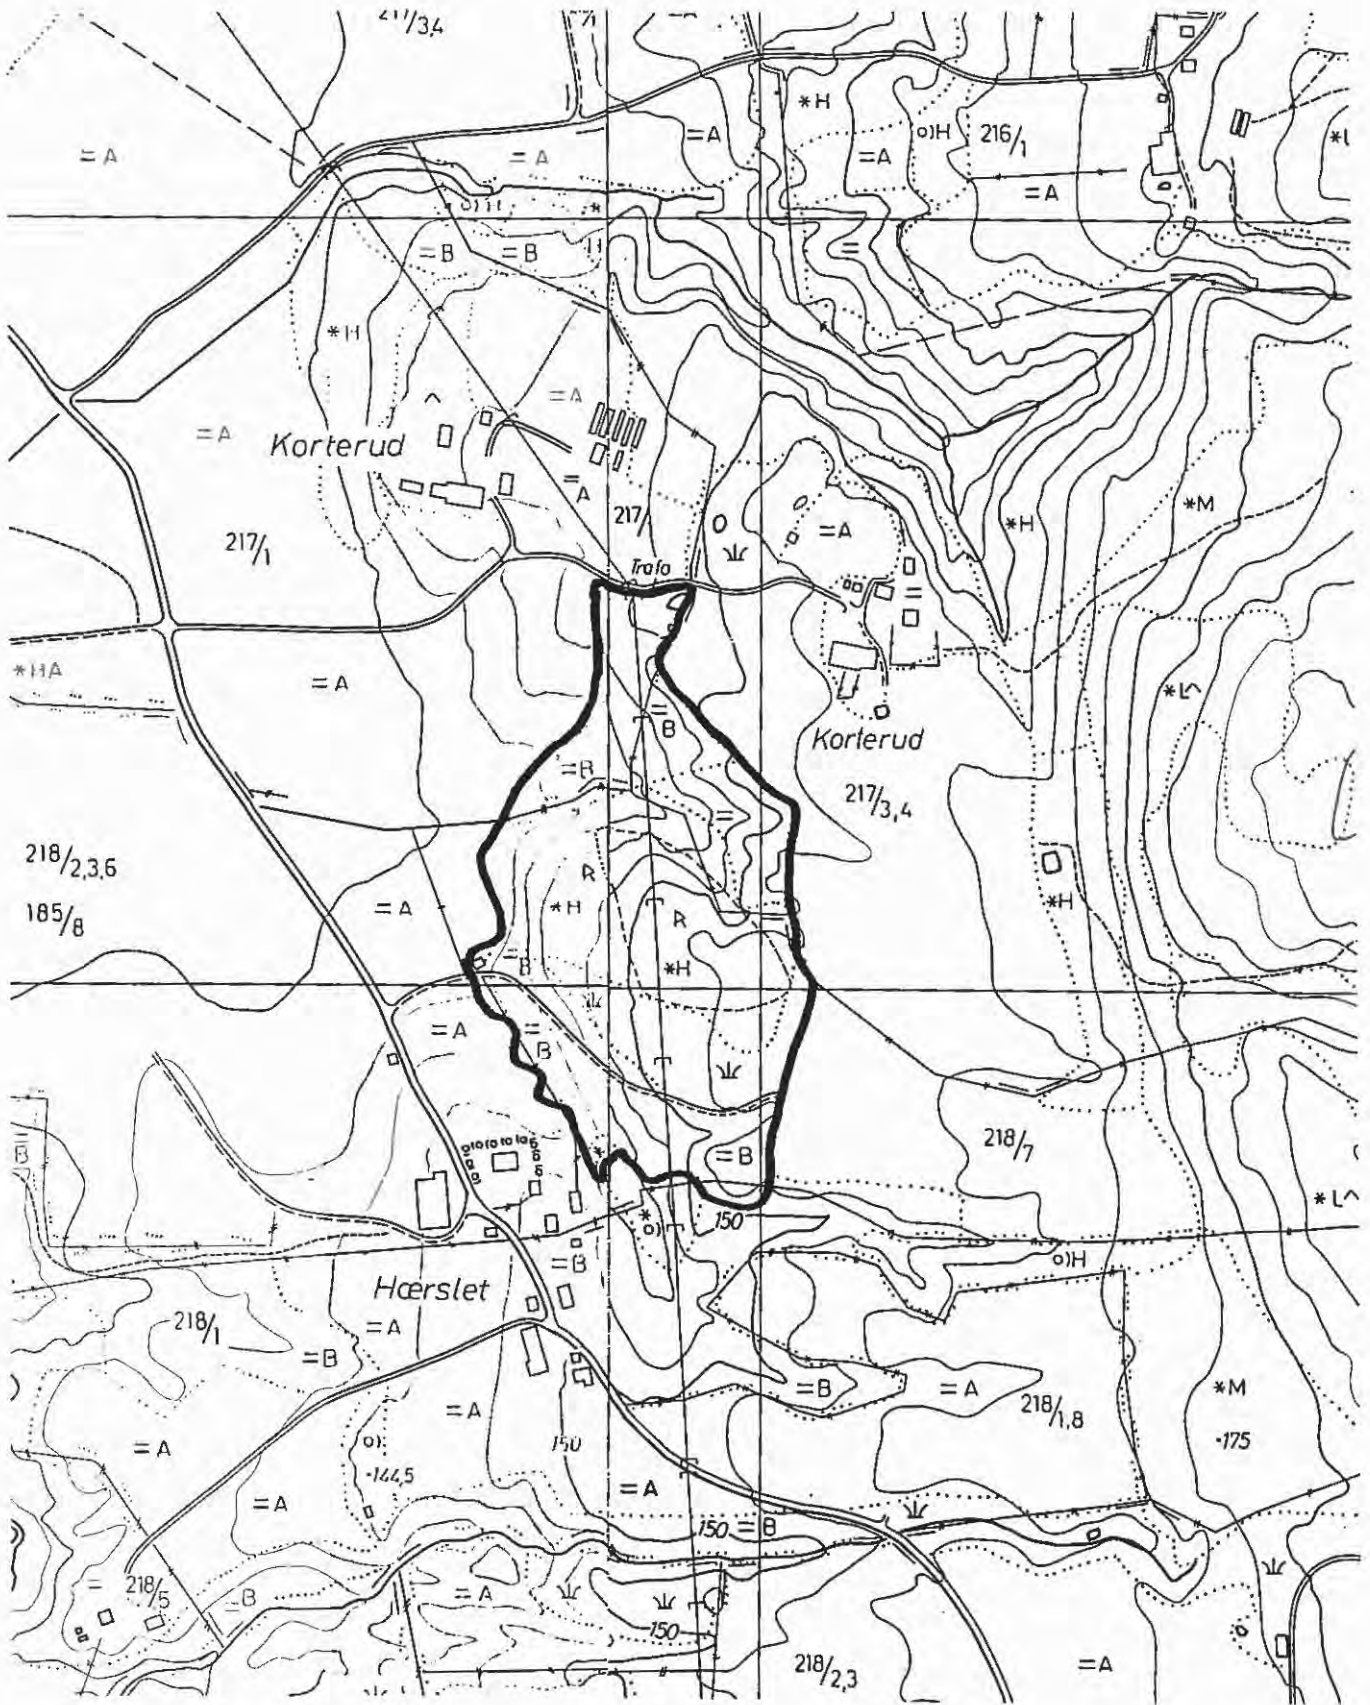 217/3,4
*H
=A
=A
=A
=A
o)H
216/1
=A
*L
o)H
=B
=B
*H
=A
=A
Korterud
=A
217/1
217/
Trafo
=A
*H
*M
*HA
=A
=B
Korterud
*L^
=B
217/3,4
218/2,3,6
185/8
=A
R
*H
R
*H
=B
*H
=A
=B
B
=B
218/7
*L^
150
o)
o)H
=B
Hærslet
218/1
=A
=B
=B
=A
218/1,8
*M
=A
=A
o)
150
·175
·144,5
=A
=A
150
=B
218/5
=B
=A
150
218/2,3
=A